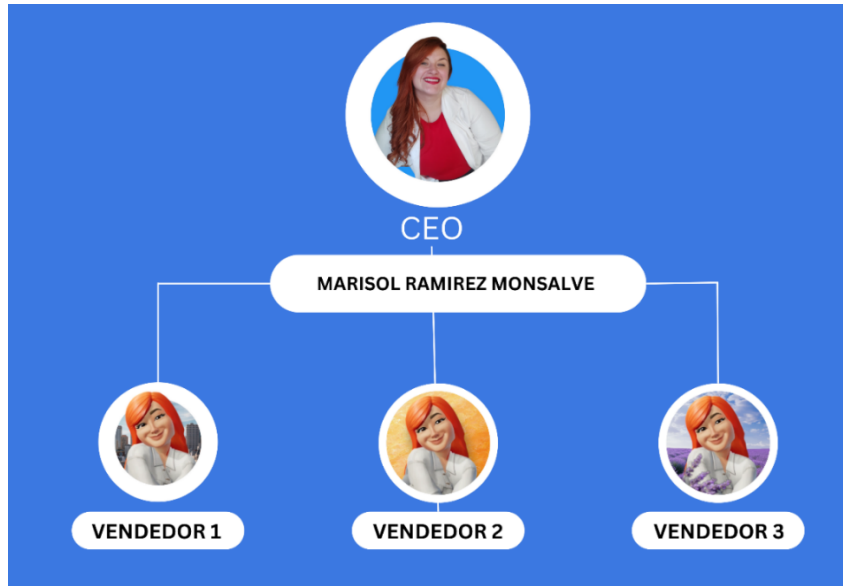 CEO
MARISOL RAMIREZ MONSALVE
VENDEDOR 1
VENDEDOR 2
VENDEDOR 3